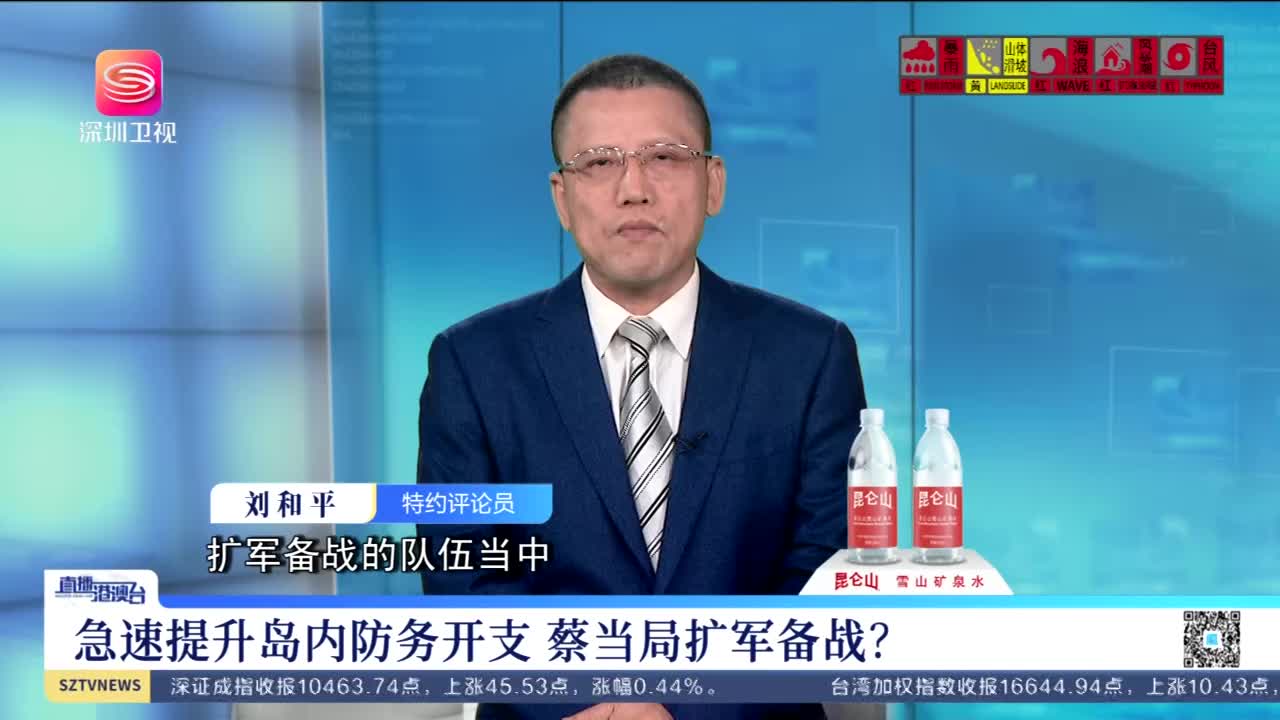 深圳卫视
暴雨
山体滑坡
海浪
风暴潮
台风
红
黄 LANDSLIDE
红 WAVE
红
红 TYPHOON
昆仑山
昆仑山
刘和平 特约评论员
扩军备战的队伍当中
昆仑山 雪山矿泉水
直播港澳台
急速提升岛内防务开支 蔡当局扩军备战？
SZTVNEWS 深证成指收报10463.74点，上涨45.53点，涨幅0.44%。 台湾加权指数收报16644.94点，上涨10.43点，